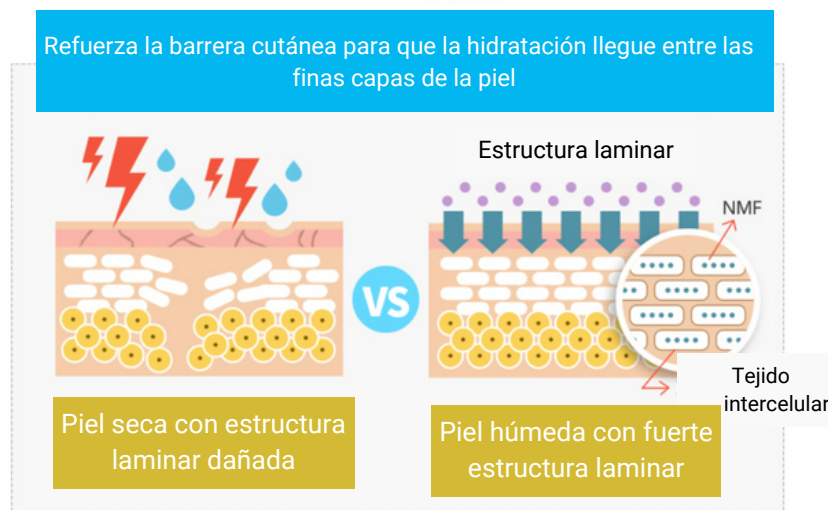 Refuerza la barrera cutánea para que la hidratación llegue entre las
finas capas de la piel
Estructura laminar
NMF
VS
Tejido
intercelular
Piel seca con estructura
laminar dañada
Piel húmeda con fuerte
estructura laminar